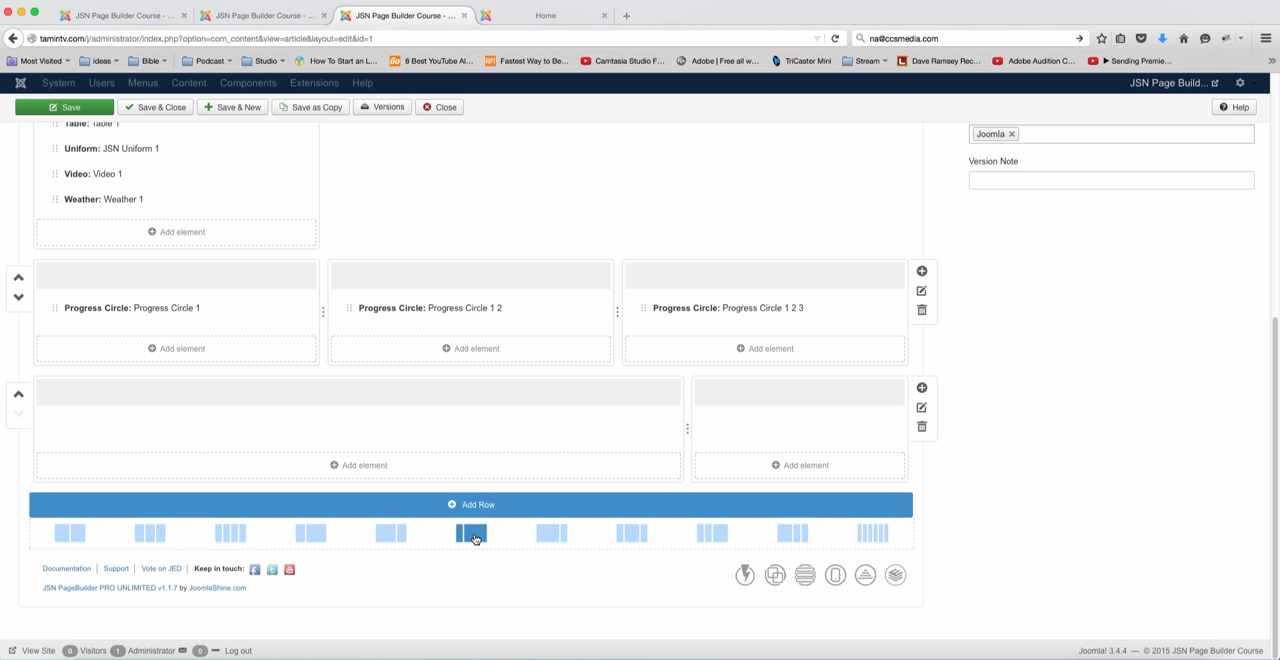 JSN Page Builder Course - ...
JSN Page Builder Course - ...
JSN Page Builder Course - ...
Home
tamintv.com/j/administrator/index.php?option=com_content&view=article&layout=edit&id=1
na@ccsmedia.com
Most Visited
ideas
Bible
Podcast
Studio
How To Start an L...
8 Best YouTube Al...
Fastest Way to Be...
Camtasia Studio F...
Adobe | Free all w...
TriCaster Mini
Stream
Dave Ramsey Rec...
Adobe Audition C...
► Sending Premie...
System
Users
Menus
Content
Components
Extensions
Help
JSN Page Build...
Save
Save & Close
Save & New
Save as Copy
Versions
Close
Help
Table: Table 1
Joomla
Uniform: JSN Uniform 1
Version Note
Video: Video 1
Weather: Weather 1
Add element
Progress Circle: Progress Circle 1
Progress Circle: Progress Circle 1 2
Progress Circle: Progress Circle 1 2 3
Add element
Add element
Add element
Add element
Add element
Add Row
Documentation | Support | Vote on JED | Keep in touch:
JSN PageBuilder PRO UNLIMITED v1.1.7 by JoomlaShine.com
View Site
0 Visitors
1 Administrator
0
Log out
Joomla! 3.4.4 — © 2015 JSN Page Builder Course